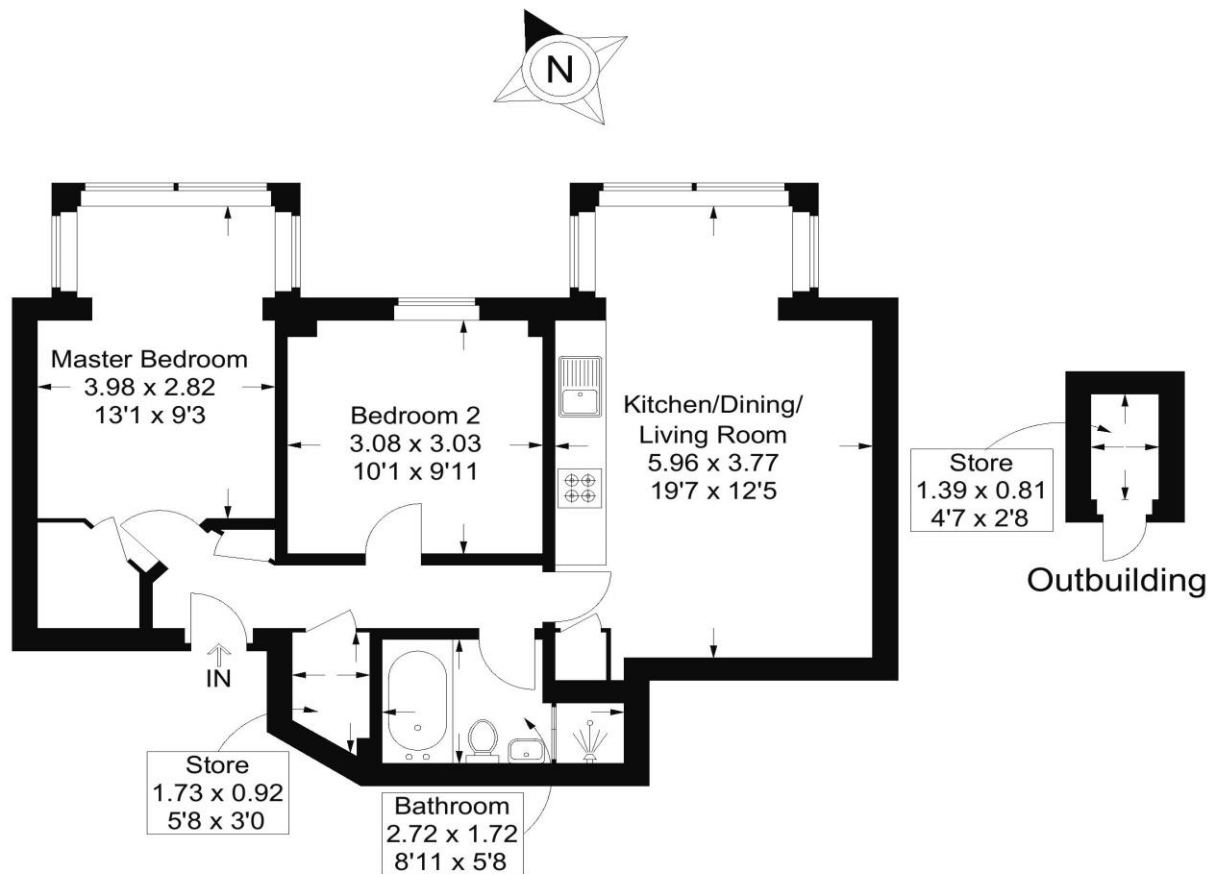 N
Master Bedroom
3.98 x 2.82
13'1 x 9'3
Bedroom 2
3.08 x 3.03
10'1 x 9'11
Kitchen/Dining/
Living Room
5.96 x 3.77
19'7 x 12'5
Store
1.39 x 0.81
4'7 x 2'8
Outbuilding
IN
Store
1.73 x 0.92
5'8 x 3'0
Bathroom
2.72 x 1.72
8'11 x 5'8